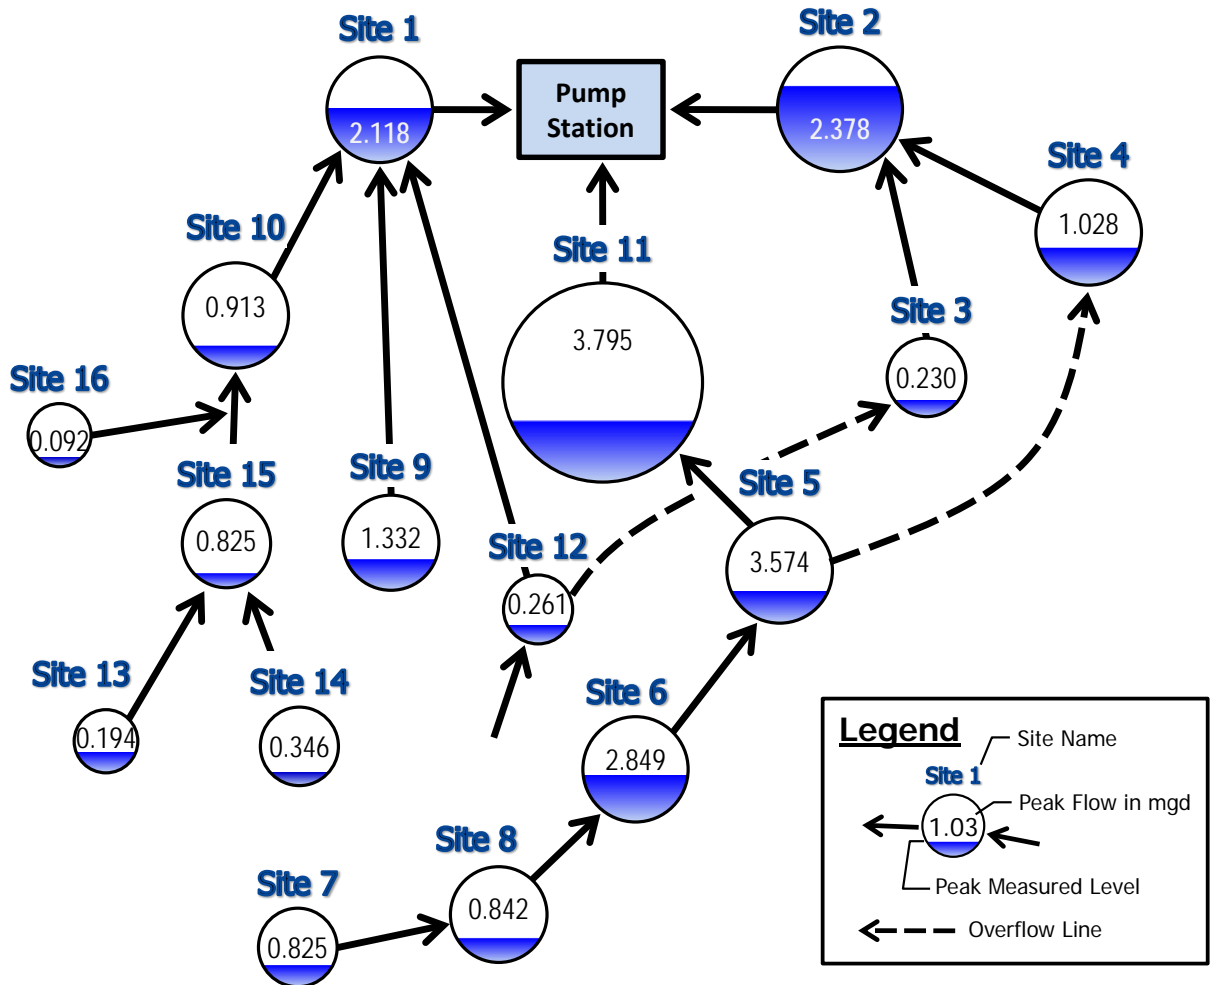 Site 1
2.118
Pump
Station
Site 2
2.378
Site 4
1.028
Site 10
0.913
Site 11
3.795
Site 3
0.230
Site 16
0.092
Site 15
0.825
Site 9
1.332
Site 12
0.261
Site 5
3.574
Site 13
0.194
Site 14
0.346
Site 6
2.849
Site 8
0.842
Site 7
0.825
Legend
Site Name
Site 1
Peak Flow in mgd
1.03
Peak Measured Level
Overflow Line